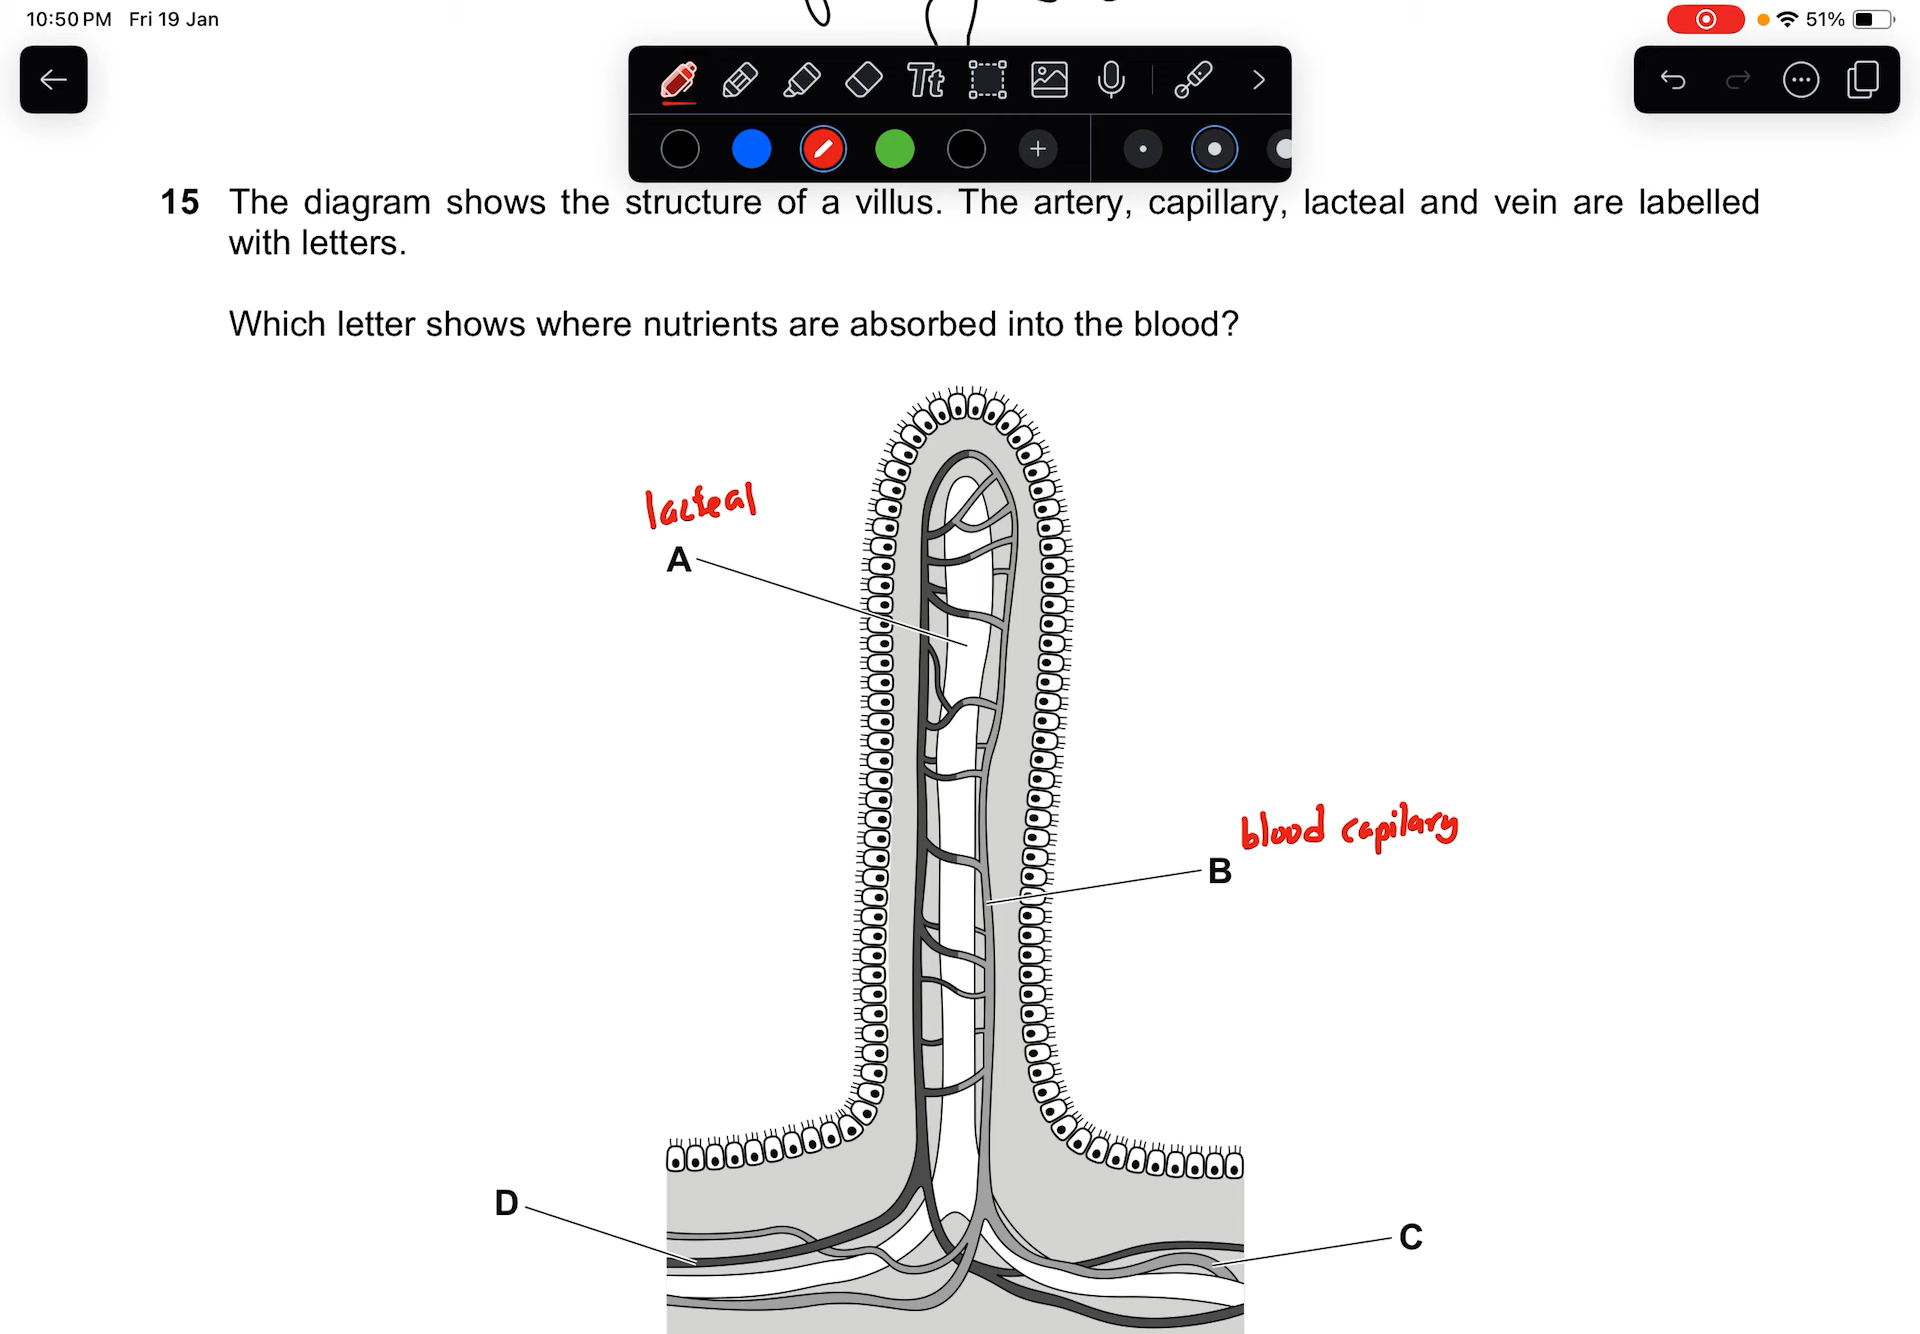 10:50 PM Fri 19 Jan
51%
Tt
15 The diagram shows the structure of a villus. The artery, capillary, lacteal and vein are labelled
with letters.
Which letter shows where nutrients are absorbed into the blood?
lacteal
A
blood capilary
B
D
C